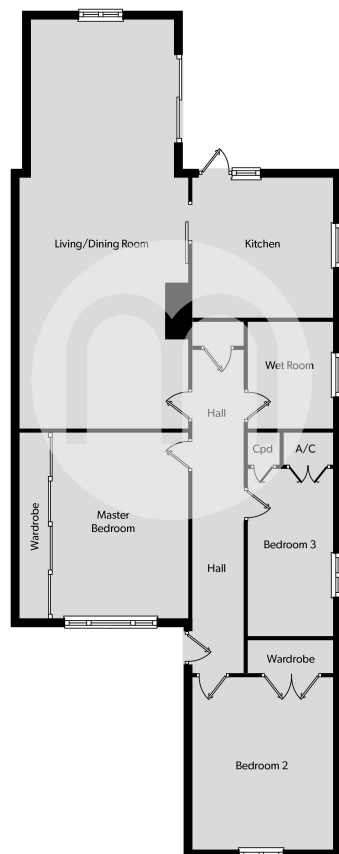 Living/Dining Room
Kitchen
Wet Room
Hall
Cpd
A/C
Wardrobe
Master
Bedroom
Bedroom 3
Hall
Wardrobe
Bedroom 2